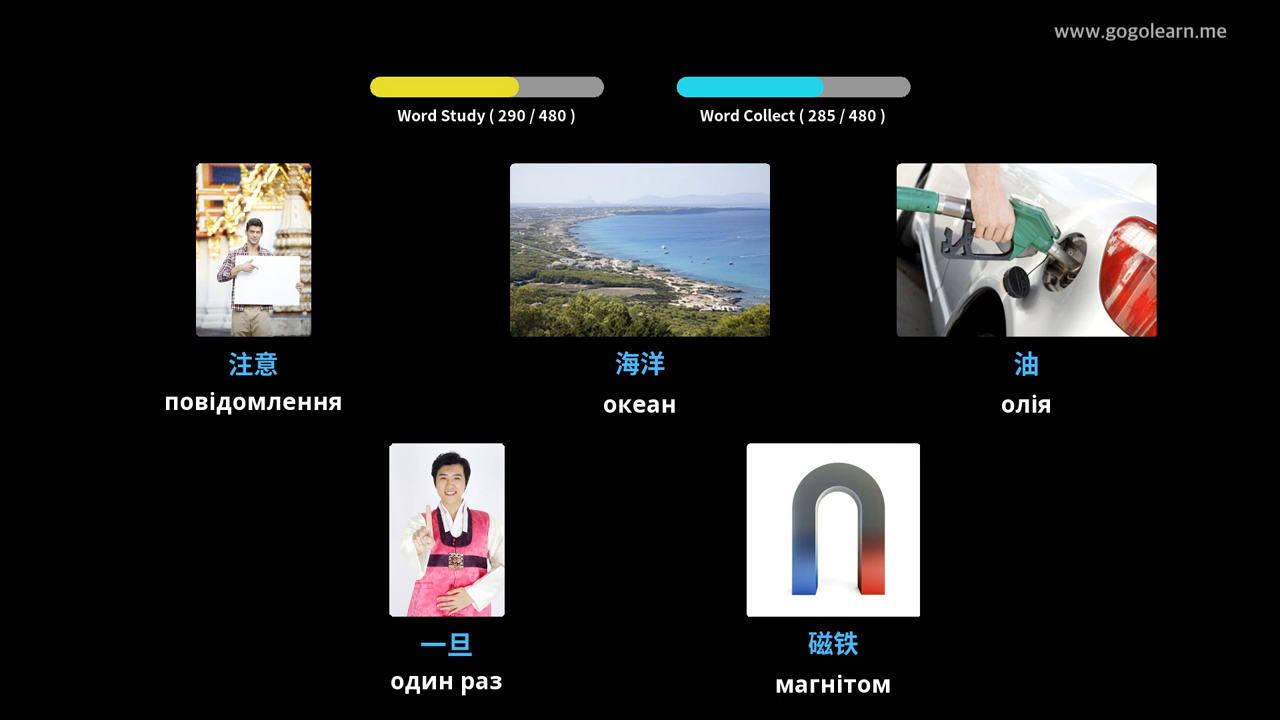 www.gogolearn.me
Word Study ( 290 / 480 )
Word Collect ( 285 / 480 )
注意
повідомлення
海洋
океан
油
олія
一旦
один раз
磁铁
магнітом